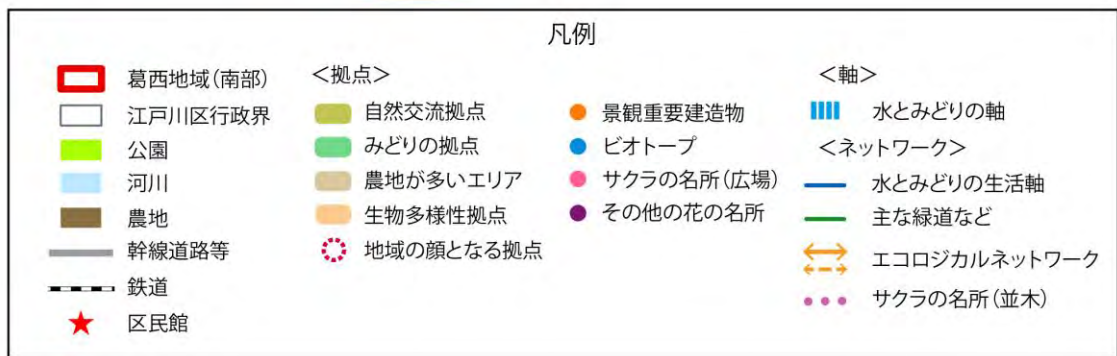 凡例
葛西地域(南部)
江戸川区行政界
公園
河川
農地
幹線道路等
鉄道
区民館
<拠点>
自然交流拠点
みどりの拠点
農地が多いエリア
生物多様性拠点
地域の顔となる拠点
景観重要建造物
ビオトープ
サクラの名所(広場)
その他の花の名所
<軸>
水とみどりの軸
<ネットワーク>
水とみどりの生活軸
主な緑道など
エコロジカルネットワーク
サクラの名所(並木)